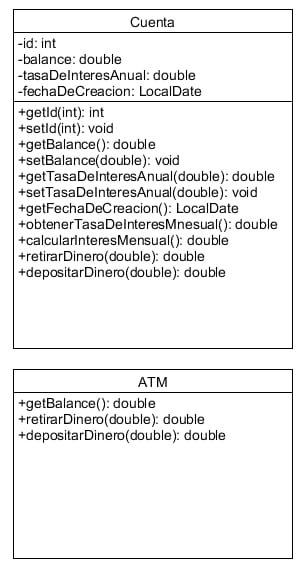 Cuenta
-id: int
-balance: double
-tasaDeInteresAnual: double
-fechaDeCreacion: LocalDate
+getId(int): int
+setId(int): void
+getBalance(): double
+setBalance(double): void
+getTasaDeInteresAnual(double): double
+setTasaDeInteresAnual(double): void
+getFechaDeCreacion(): LocalDate
+obtenerTasaDeInteresMnesual(): double
+calcularInteresMensual(): double
+retirarDinero(double): double
+depositarDinero(double): double
ATM
+getBalance(): double
+retirarDinero(double): double
+depositarDinero(double): double